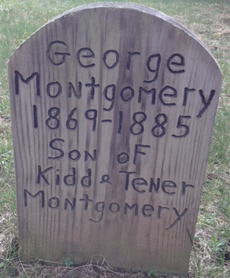 George
Montgomery
1869-1885
Son of
Kidd & Tener
Montgomery